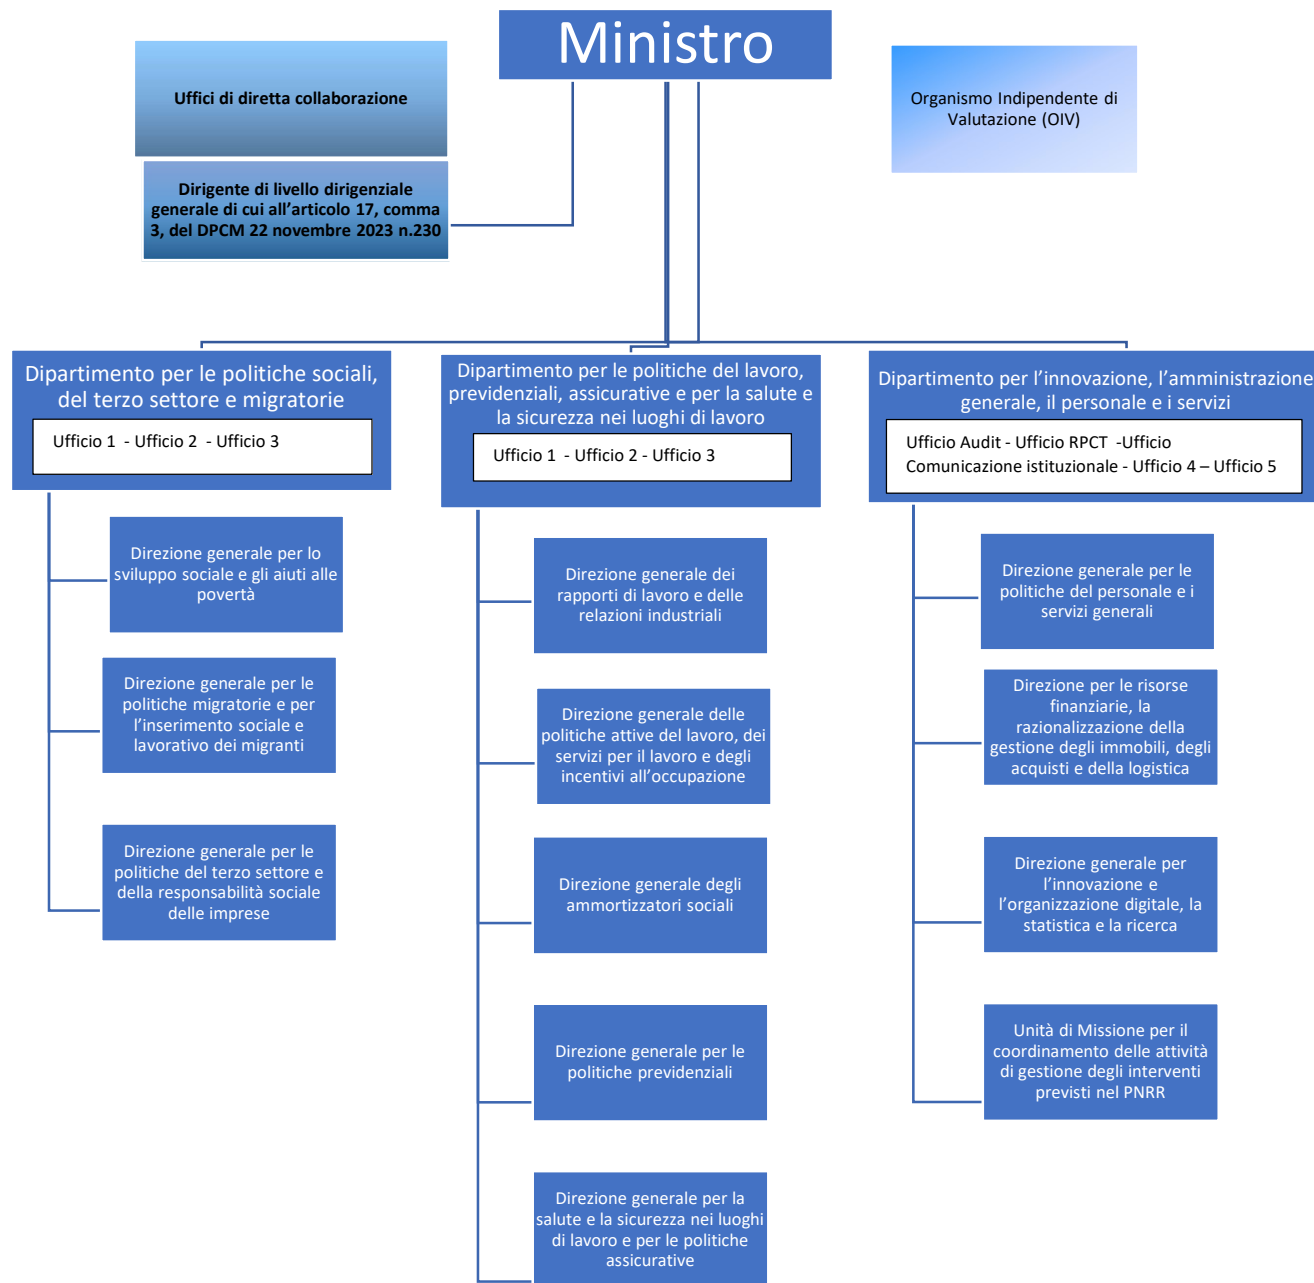 Ministro
Uffici di diretta collaborazione
Organismo Indipendente di
Valutazione (OIV)
Dirigente di livello dirigenziale
generale di cui all'articolo 17, comma
3, del DPCM 22 novembre 2023 n.230
Dipartimento per le politiche sociali,
del terzo settore e migratorie
Ufficio 1 - Ufficio 2 - Ufficio 3
Direzione generale per lo
sviluppo sociale e gli aiuti alle
povertà
Direzione generale per le
politiche migratorie e per
l'inserimento sociale e
lavorativo dei migranti
Direzione generale per le
politiche del terzo settore e
della responsabilità sociale
delle imprese
Dipartimento per le politiche del lavoro,
previdenziali, assicurative e per la salute e
la sicurezza nei luoghi di lavoro
Ufficio 1 - Ufficio 2 - Ufficio 3
Direzione generale dei
rapporti di lavoro e delle
relazioni industriali
Direzione generale delle
politiche attive del lavoro, dei
servizi per il lavoro e degli
incentivi all'occupazione
Direzione generale degli
ammortizzatori sociali
Direzione generale per le
politiche previdenziali
Direzione generale per la
salute e la sicurezza nei luoghi
di lavoro e per le politiche
assicurative
Dipartimento per l'innovazione, l'amministrazione
generale, il personale e i servizi
Ufficio Audit - Ufficio RPCT -Ufficio
Comunicazione istituzionale - Ufficio 4 – Ufficio 5
Direzione generale per le
politiche del personale e i
servizi generali
Direzione per le risorse
finanziarie, la
razionalizzazione della
gestione degli immobili, degli
acquisti e della logistica
Direzione generale per
l'innovazione e
l'organizzazione digitale, la
statistica e la ricerca
Unità di Missione per il
coordinamento delle attività
di gestione degli interventi
previsti nel PNRR